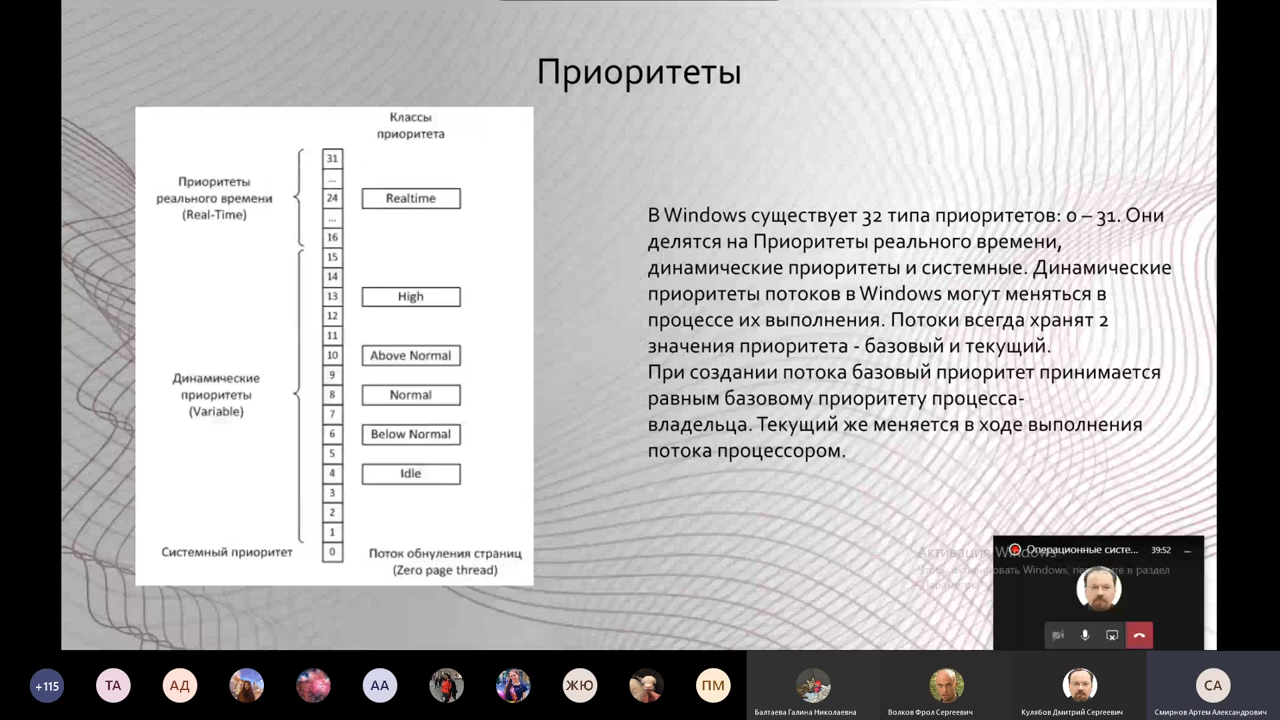 Приоритеты
Классы
приоритета
Приоритеты
реального времени
(Real-Time)
31
...
24
...
16
15
14
13
12
11
10
9
8
7
6
5
4
3
2
1
0
Realtime
High
Above Normal
Normal
Below Normal
Idle
Динамические
приоритеты
(Variable)
Системный приоритет
Поток обнуления страниц
(Zero page thread)
В Windows существует 32 типа приоритетов: 0 – 31. Они
делятся на Приоритеты реального времени,
динамические приоритеты и системные. Динамические
приоритеты потоков в Windows могут меняться в
процессе их выполнения. Потоки всегда хранят 2
значения приоритета - базовый и текущий.
При создании потока базовый приоритет принимается
равным базовому приоритету процесса-
владельца. Текущий же меняется в ходе выполнения
потока процессором.
Активация Windows
Windows, в раздел
Операционные систе...
39:52
+115
ТА
АД
АА
ЖЮ
ПМ
СА
Балтаева Галина Николаевна
Волков Фрол Сергеевич
Кулябов Дмитрий Сергеевич
Смирнов Артем Александрович